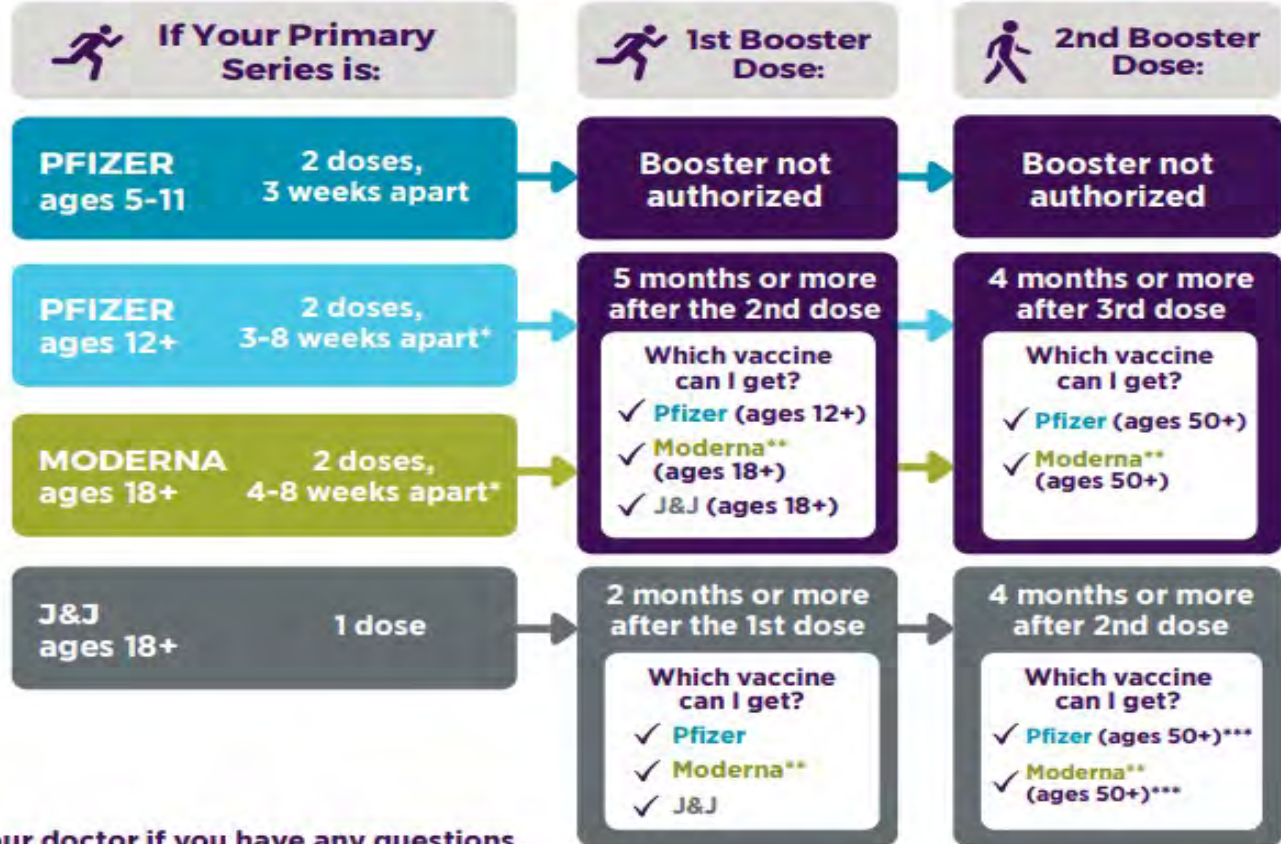 If Your Primary
Series is:
1st Booster
Dose:
2nd Booster
Dose:
PFIZER
ages 5-11
2 doses,
3 weeks apart
Booster not
authorized
Booster not
authorized
PFIZER
ages 12+
2 doses,
3-8 weeks apart*
MODERNA
ages 18+
2 doses,
4-8 weeks apart*
5 months or more
after the 2nd dose
Which vaccine
can I get?
✓ Pfizer (ages 12+)
✓ Moderna**
(ages 18+)
✓ J&J (ages 18+)
4 months or more
after 3rd dose
Which vaccine
can I get?
✓ Pfizer (ages 50+)
✓ Moderna**
(ages 50+)
J&J
ages 18+
1 dose
2 months or more
after the 1st dose
Which vaccine
can I get?
✓ Pfizer
✓ Moderna**
✓ J&J
4 months or more
after 2nd dose
Which vaccine
can I get?
✓ Pfizer (ages 50+)***
✓ Moderna**
(ages 50+)***
doctor if you have any questions